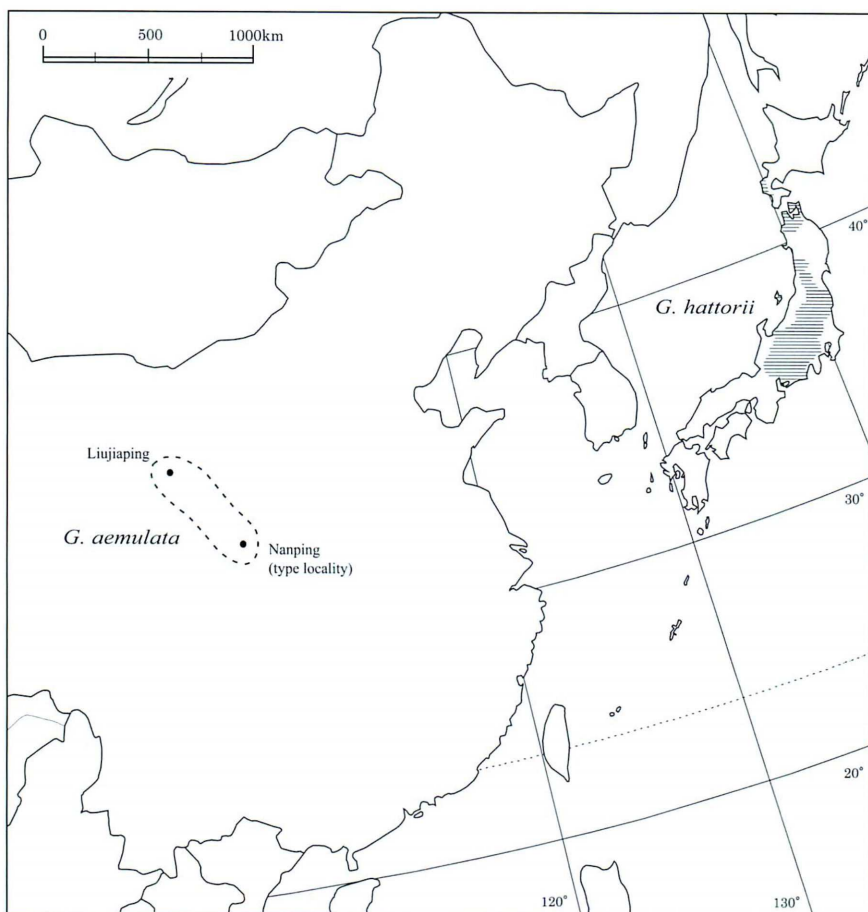 0 500 1000km
40°
G. hattorii
Liujiaping
30°
G. aemulata
Nanping
(type locality)
20°
120°
130°